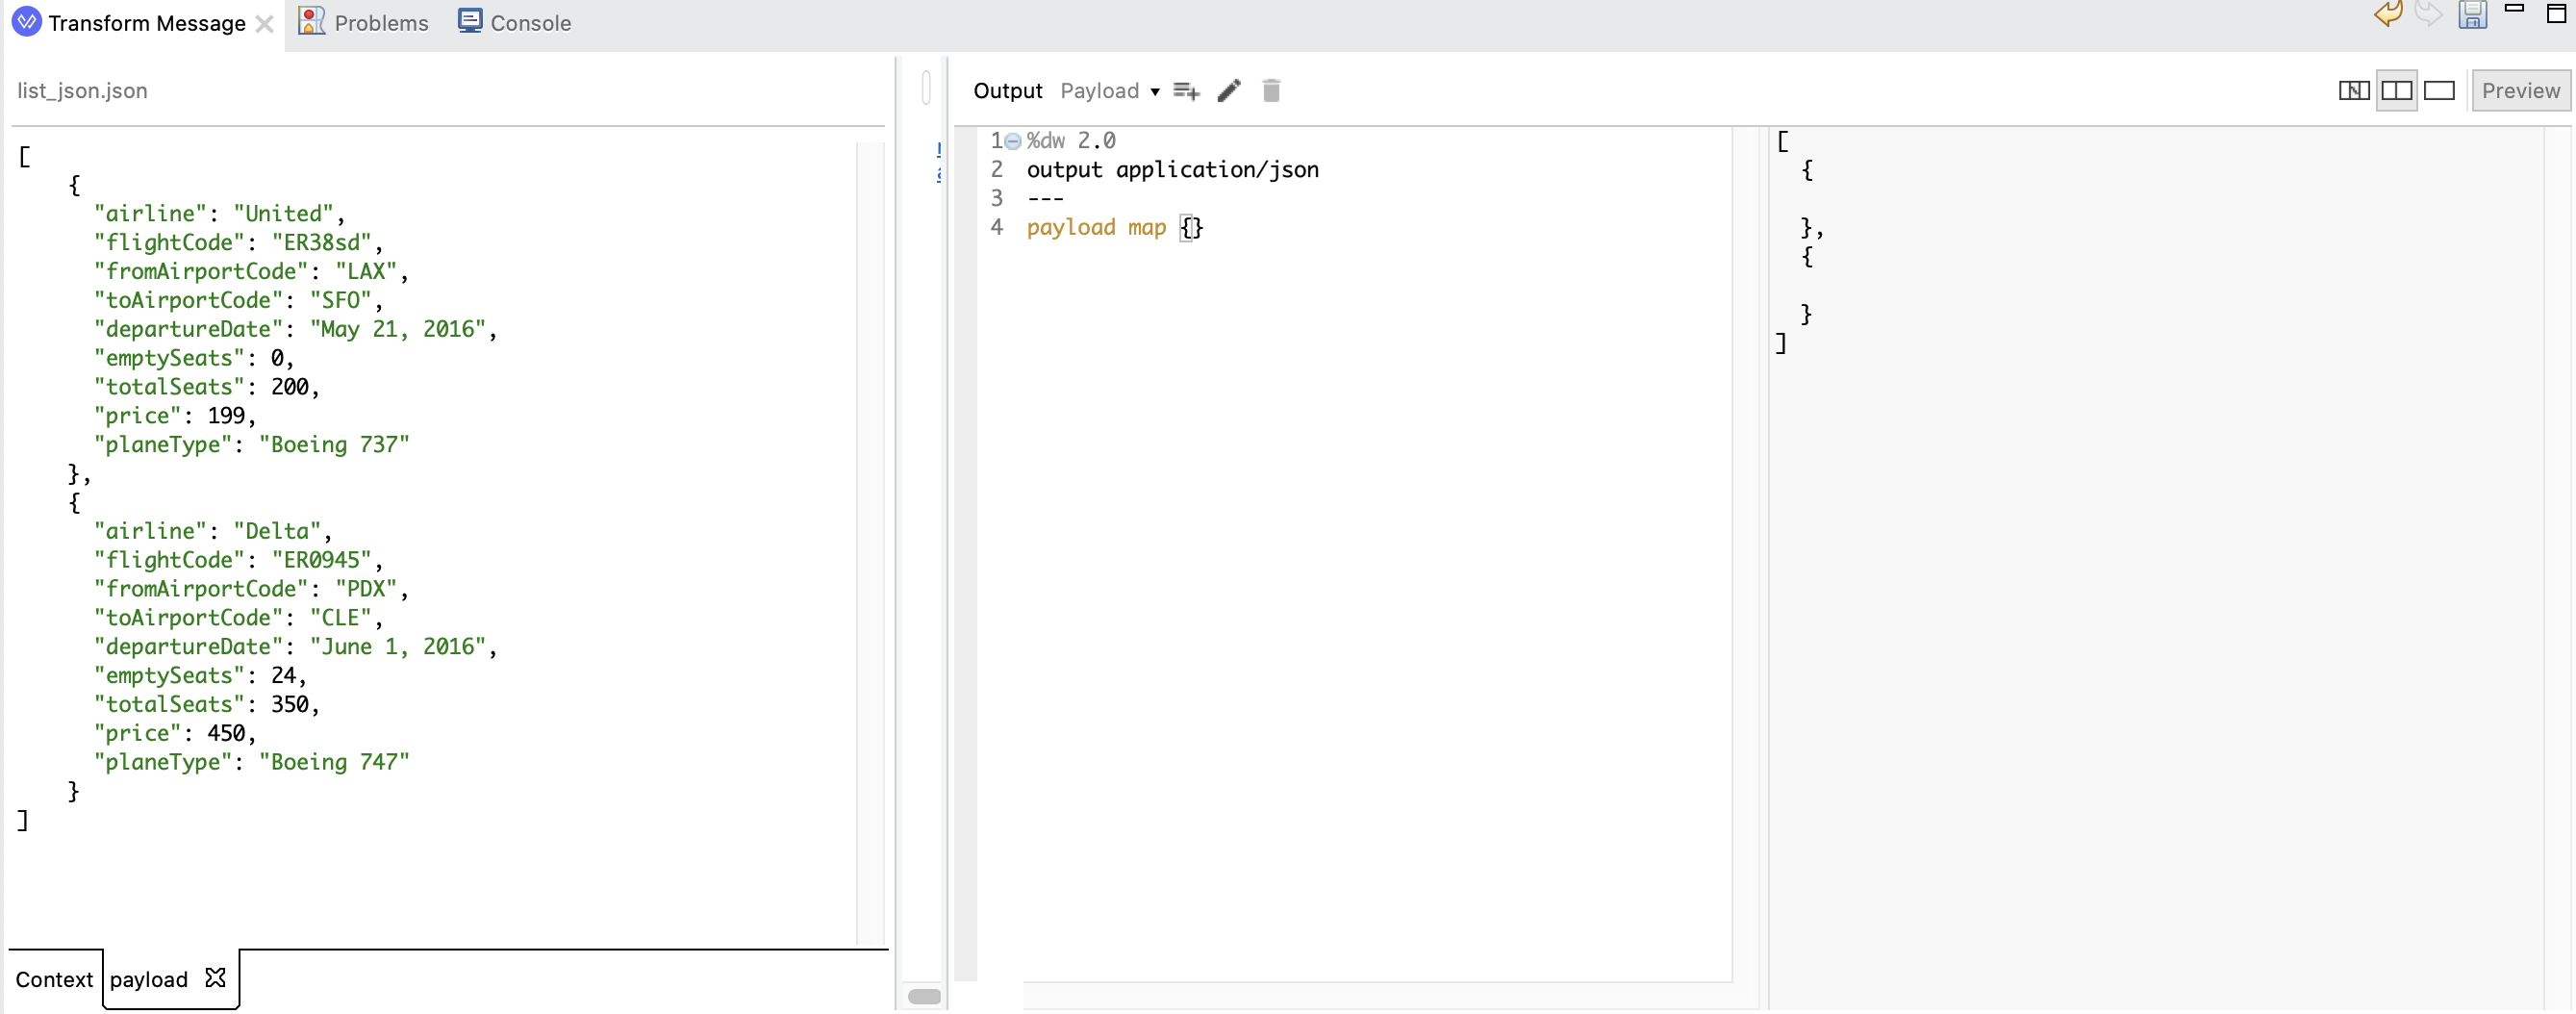 Transform Message Problems Console
list_json.json
[
    {
      "airline": "United",
      "flightCode": "ER38sd",
      "fromAirportCode": "LAX",
      "toAirportCode": "SFO",
      "departureDate": "May 21, 2016",
      "emptySeats": 0,
      "totalSeats": 200,
      "price": 199,
      "planeType": "Boeing 737"
    },
    {
      "airline": "Delta",
      "flightCode": "ER0945",
      "fromAirportCode": "PDX",
      "toAirportCode": "CLE",
      "departureDate": "June 1, 2016",
      "emptySeats": 24,
      "totalSeats": 350,
      "price": 450,
      "planeType": "Boeing 747"
    }
]
Context payload
Output Payload
1 %dw 2.0
2 output application/json
3 ---
4 payload map {}
Preview
[
  {

  },
  {

  }
]